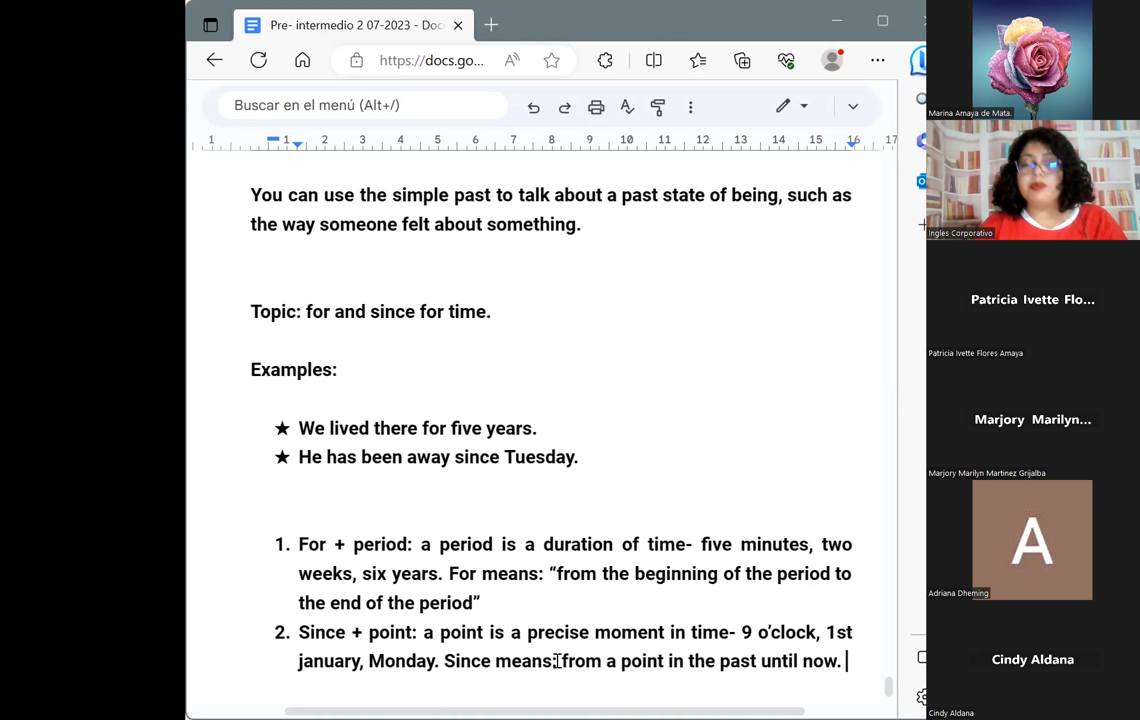 Pre- intermedio 2 07-2023 - Doc
https://docs.go...
Buscar en el menú (Alt+/)
1 1 2 3 4 5 6 7 8 9 10 11 12 13 14 15 16 17
You can use the simple past to talk about a past state of being, such as
the way someone felt about something.
Topic: for and since for time.
Examples:
★ We lived there for five years.
★ He has been away since Tuesday.
1. For + period: a period is a duration of time- five minutes, two
weeks, six years. For means: “from the beginning of the period to
the end of the period”
2. Since + point: a point is a precise moment in time- 9 o’clock, 1st
january, Monday. Since means: from a point in the past until now.
Marina Amaya de Mata.
Ingles Corporativo
Patricia Ivette Flo...
Patricia Ivette Flores Amaya
Marjory Marilyn...
Marjory Marilyn Martinez Grijalba
A
Adriana Dheming
Cindy Aldana
Cindy Aldana